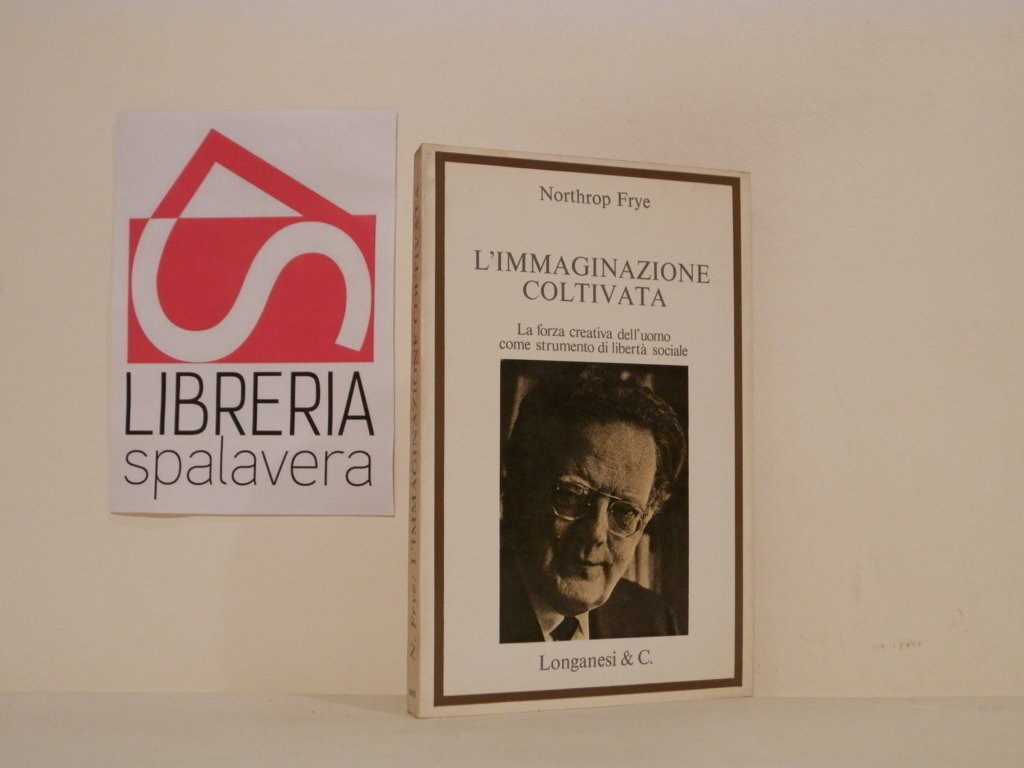 LIBRERIA
spalavera
N. Frye: L'IMMAGINAZIONE COLTIVATA
Northrop Frye
L'IMMAGINAZIONE
COLTIVATA
La forza creativa dell'uomo
come strumento di libertà sociale
Longanesi & C.